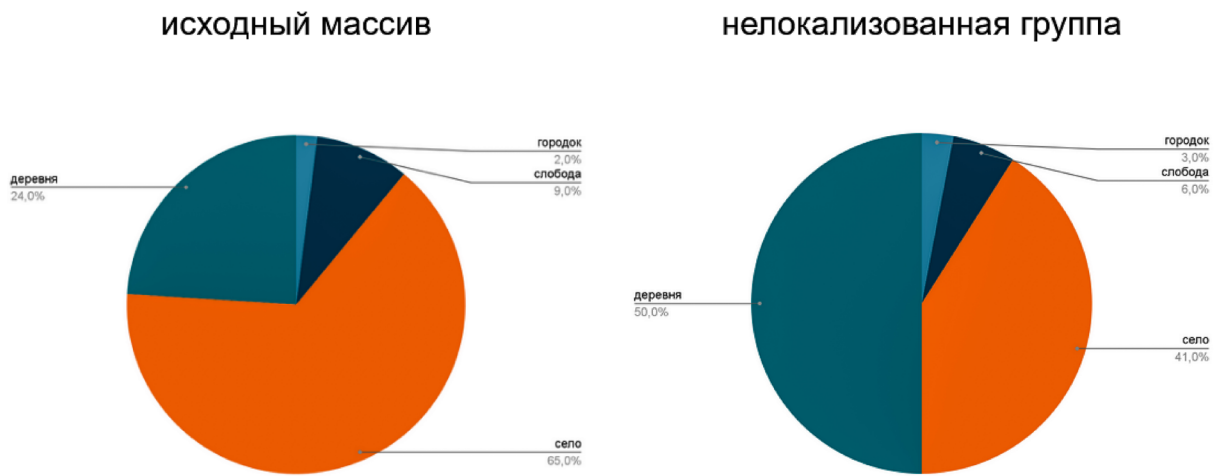 исходный массив
городок
2,0%
слобода
9,0%
деревня
24,0%
село
65,0%
нелокализованная группа
городок
3,0%
слобода
6,0%
деревня
50,0%
село
41,0%